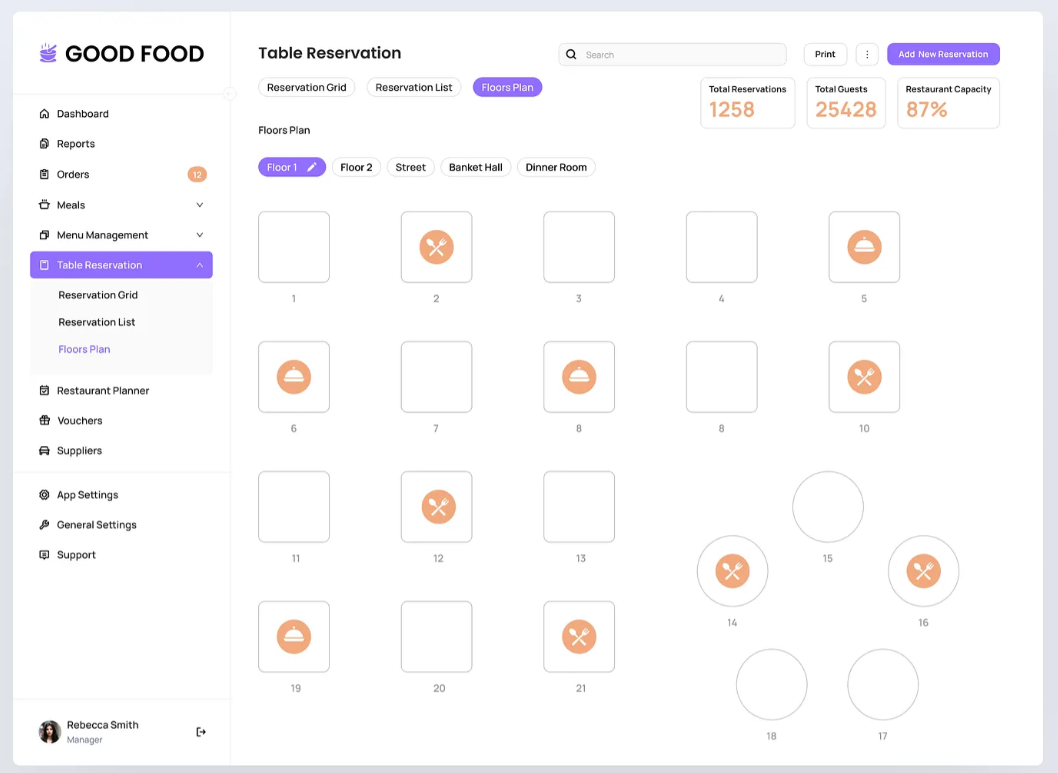 GOOD FOOD
Dashboard
Reports
Orders 12
Meals
Menu Management
Table Reservation
Reservation Grid
Reservation List
Floors Plan
Restaurant Planner
Vouchers
Suppliers
App Settings
General Settings
Support
Rebecca Smith
Manager
Table Reservation
Search
Print
Add New Reservation
Reservation Grid Reservation List Floors Plan
Total Reservations
1258
Total Guests
25428
Restaurant Capacity
87%
Floors Plan
Floor 1 Floor 2 Street Banket Hall Dinner Room
1 2 3 4 5
6 7 8 8 10
11 12 13 15
14 16
19 20 21
18 17